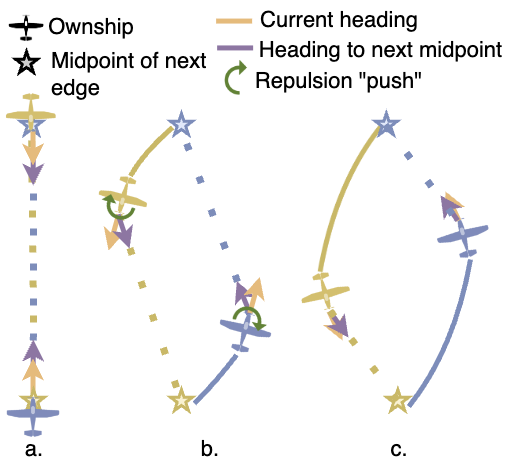 Ownship
Midpoint of next
edge
Current heading
Heading to next midpoint
Repulsion "push"
a.
b.
c.